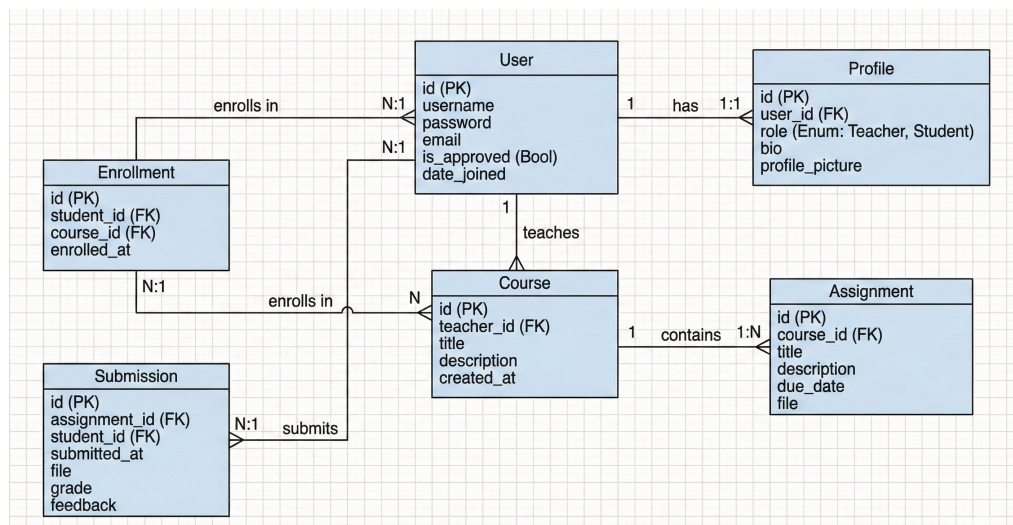 User
id (PK)
username
password
email
is_approved (Bool)
date_joined
Profile
id (PK)
user_id (FK)
role (Enum: Teacher, Student)
bio
profile_picture
enrolls in
N:1
N:1
1
has
1:1
Enrollment
id (PK)
student_id (FK)
course_id (FK)
enrolled_at
1
teaches
N:1
enrolls in
N
Course
id (PK)
teacher_id (FK)
title
description
created_at
1
contains
1:N
Assignment
id (PK)
course_id (FK)
title
description
due_date
file
Submission
id (PK)
assignment_id (FK)
student_id (FK)
submitted_at
file
grade
feedback
N:1
submits